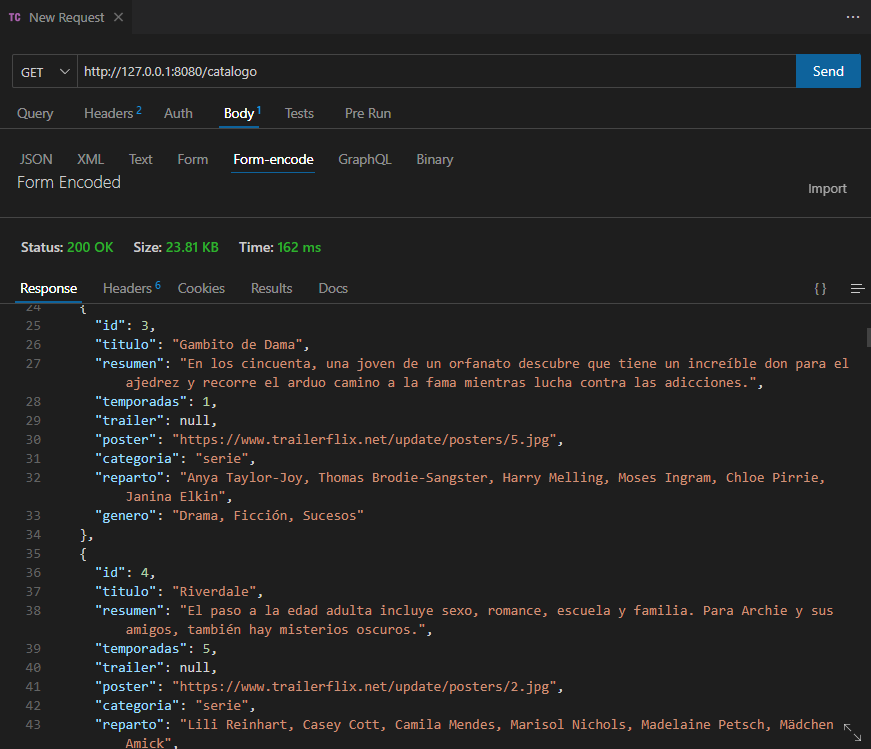 TC New Request
GET http://127.0.0.1:8080/catalogo Send
Query Headers 2 Auth Body 1 Tests Pre Run
JSON XML Text Form Form-encode GraphQL Binary
Form Encoded
Import
Status: 200 OK Size: 23.81 KB Time: 162 ms
Response Headers 6 Cookies Results Docs { }
24 {
25 "id": 3,
26 "titulo": "Gambito de Dama",
27 "resumen": "En los cincuenta, una joven de un orfanato descubre que tiene un increíble don para el
ajedrez y recorre el arduo camino a la fama mientras lucha contra las adicciones.",
28 "temporadas": 1,
29 "trailer": null,
30 "poster": "https://www.trailerflix.net/update/posters/5.jpg",
31 "categoria": "serie",
32 "reparto": "Anya Taylor-Joy, Thomas Brodie-Sangster, Harry Melling, Moses Ingram, Chloe Pirrie,
Janina Elkin",
33 "genero": "Drama, Ficción, Sucesos"
34 },
35 {
36 "id": 4,
37 "titulo": "Riverdale",
38 "resumen": "El paso a la edad adulta incluye sexo, romance, escuela y familia. Para Archie y sus
amigos, también hay misterios oscuros.",
39 "temporadas": 5,
40 "trailer": null,
41 "poster": "https://www.trailerflix.net/update/posters/2.jpg",
42 "categoria": "serie",
43 "reparto": "Lili Reinhart, Casey Cott, Camila Mendes, Marisol Nichols, Madelaine Petsch, Mädchen
Amick",